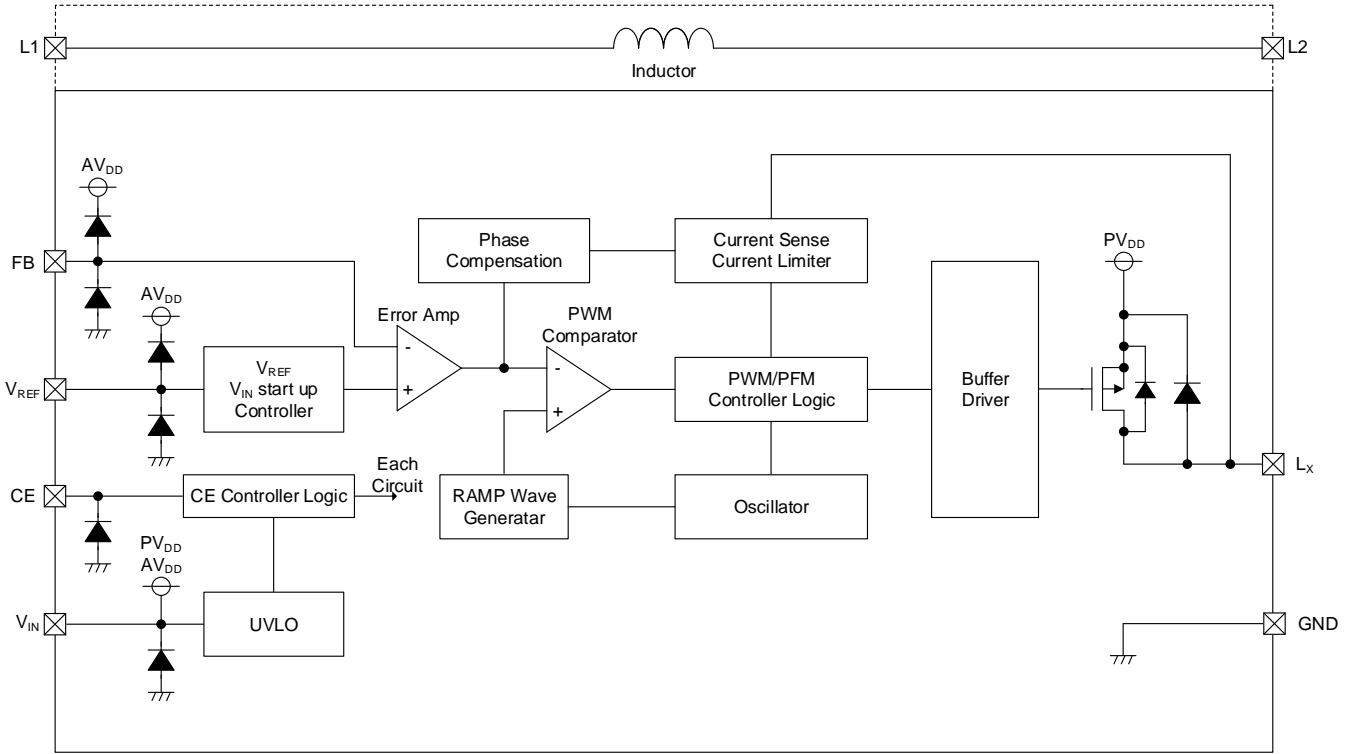 L1
L2
Inductor
AVDD
FB
Phase
Compensation
Current Sense
Current Limiter
PVDD
AVDD
Error Amp
PWM
Comparator
-
+
-
+
VREF
VREF
VIN start up
Controller
PWM/PFM
Controller Logic
Buffer
Driver
CE
CE Controller Logic
Each
Circuit
RAMP Wave
Generatar
Oscillator
LX
PVDD
AVDD
VIN
UVLO
GND